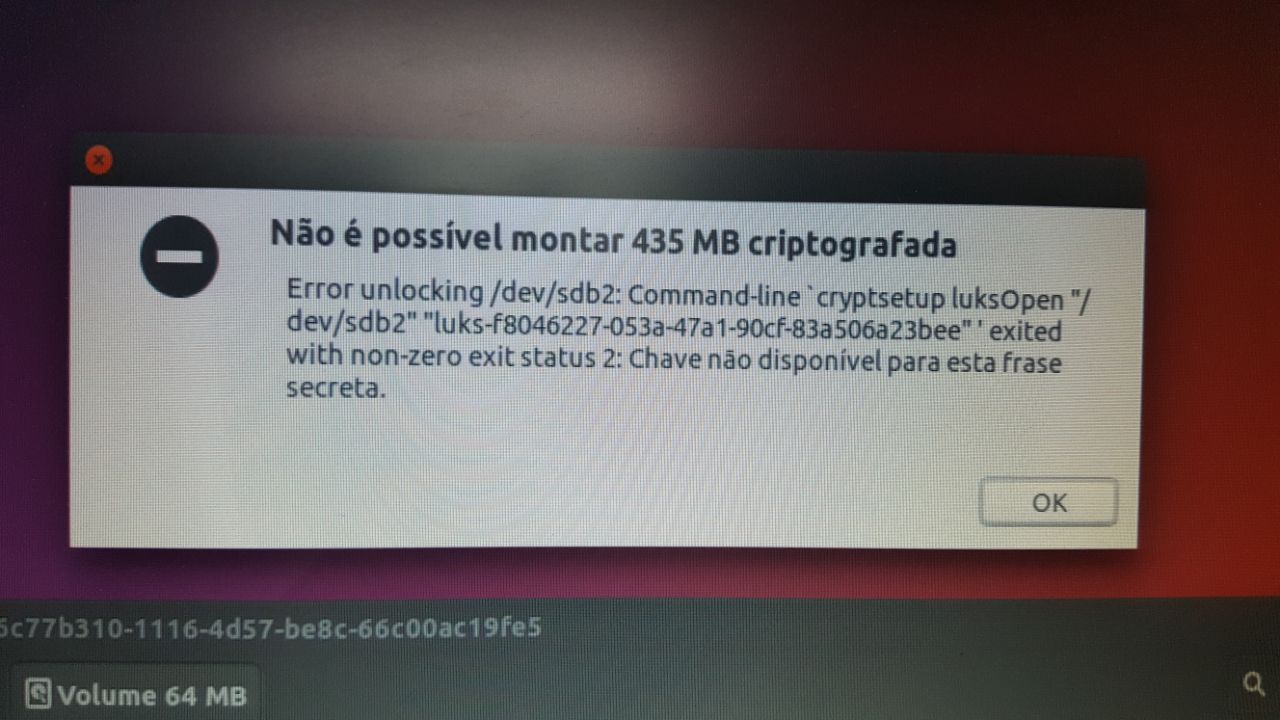 Não é possível montar 435 MB criptografada
Error unlocking /dev/sdb2: Command-line `cryptsetup luksOpen "/
dev/sdb2" "luks-f8046227-053a-47a1-90cf-83a506a23bee" ' exited
with non-zero exit status 2: Chave não disponível para esta frase
secreta.
OK
5c77b310-1116-4d57-be8c-66c00ac19fe5
Volume 64 MB